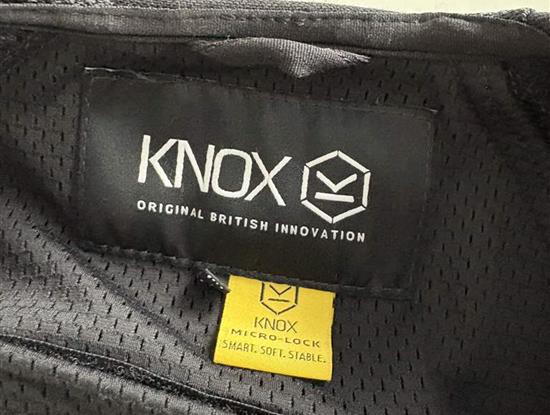 KNOX
ORIGINAL BRITISH INNOVATION
KNOX
MICRO-LOCK
SMART. SOFT. STABLE.